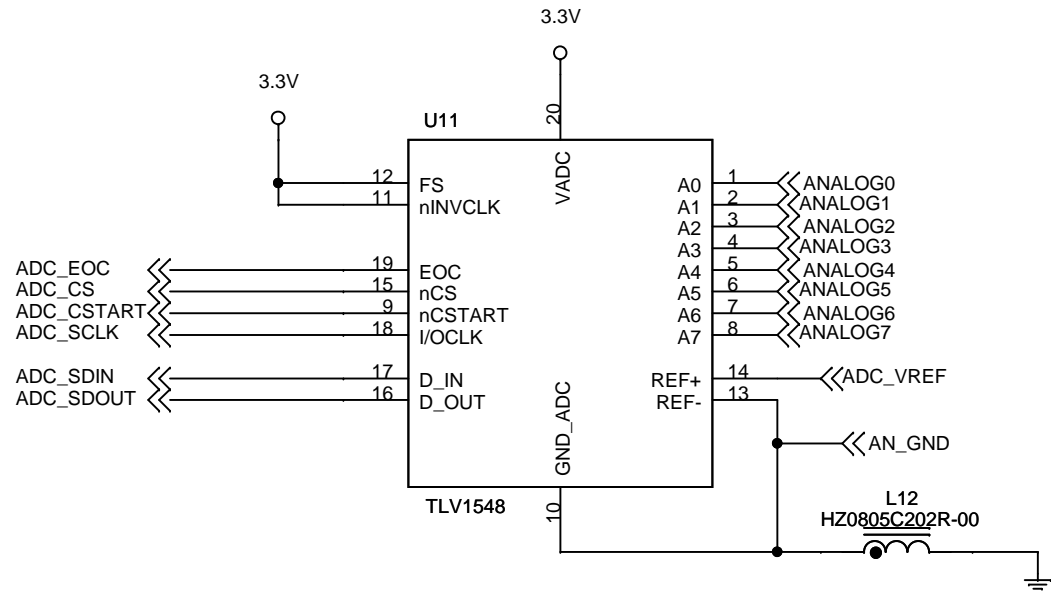 3.3V
3.3V
U11
20
VADC
12 FS
11 nINVCLK
19 EOC
15 nCS
9 nCSTART
18 I/OCLK
17 D_IN
16 D_OUT
ADC_EOC
ADC_CS
ADC_CSTART
ADC_SCLK
ADC_SDIN
ADC_SDOUT
A0 1 ANALOG0
A1 2 ANALOG1
A2 3 ANALOG2
A3 4 ANALOG3
A4 5 ANALOG4
A5 6 ANALOG5
A6 7 ANALOG6
A7 8 ANALOG7
REF+ 14 ADC_VREF
REF- 13
AN_GND
GND_ADC
10
TLV1548
L12
HZ0805C202R-00